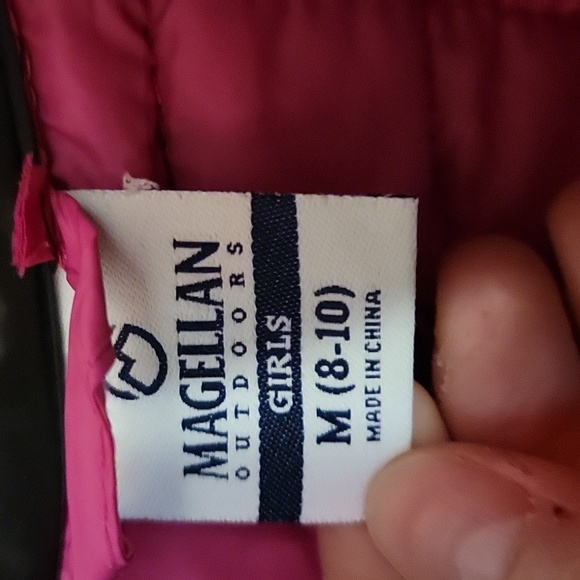 MAGELLAN
OUTDOORS
GIRLS
M (8-10)
MADE IN CHINA